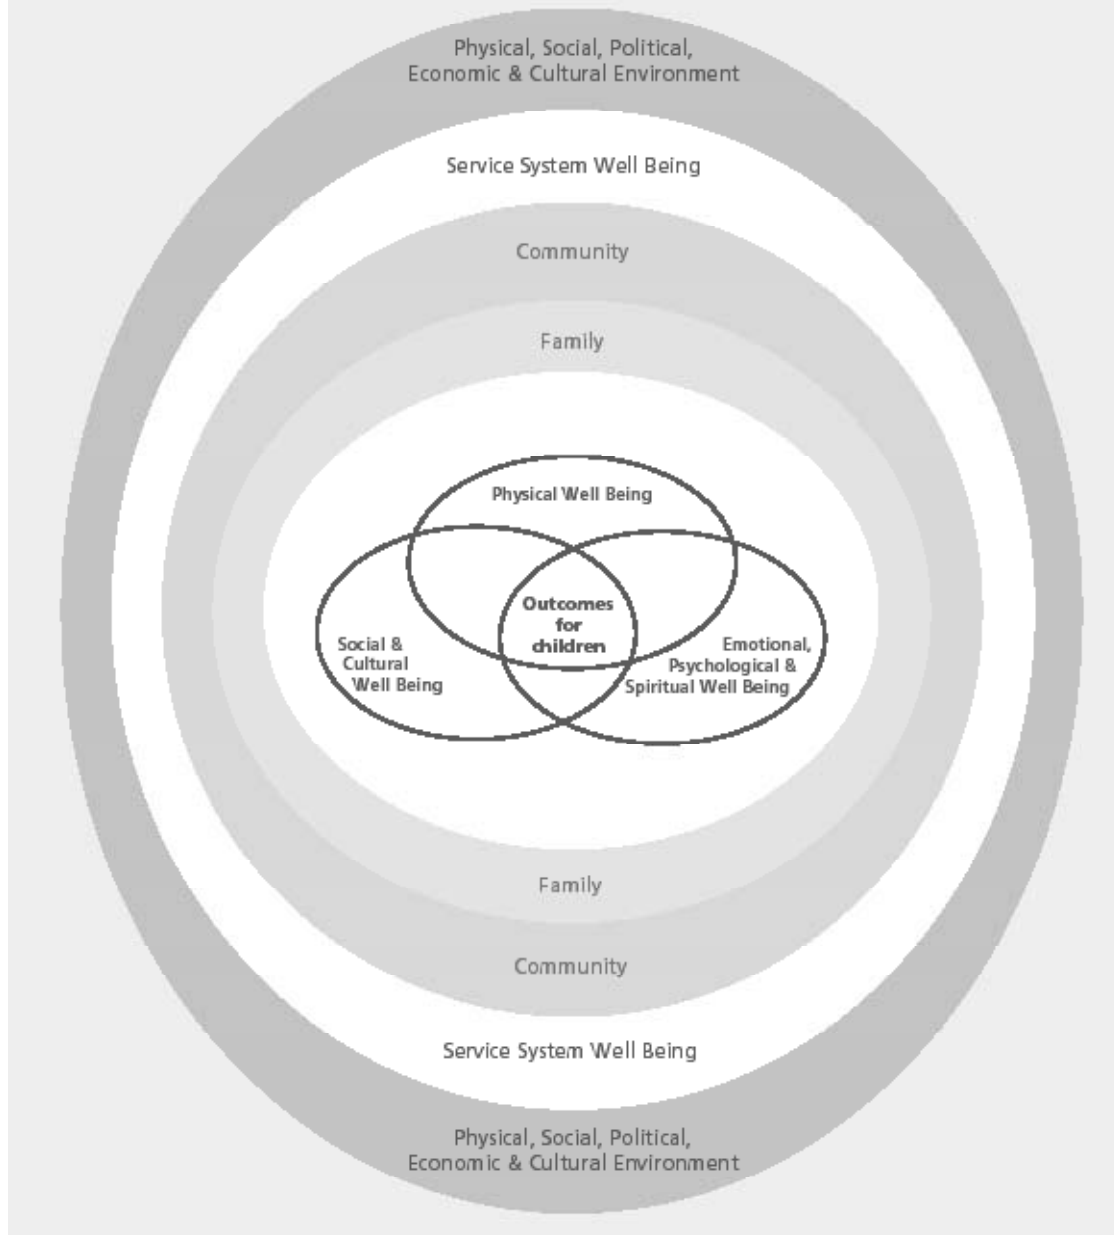 Physical, Social, Political,
Economic & Cultural Environment
Service System Well Being
Community
Family
Physical Well Being
Outcomes
for
children
Social &
Cultural
Well Being
Emotional,
Psychological &
Spiritual Well Being
Family
Community
Service System Well Being
Physical, Social, Political,
Economic & Cultural Environment